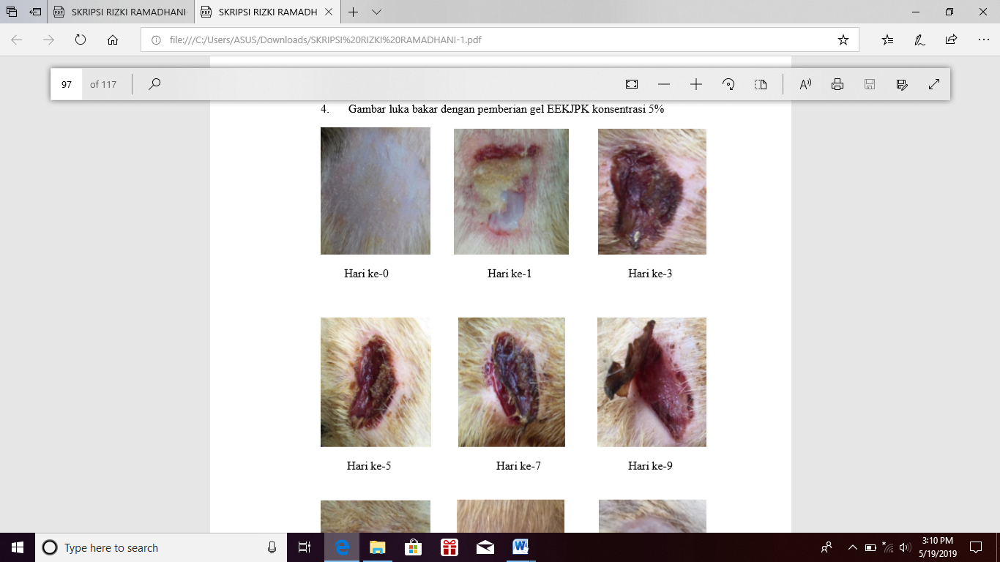 SKRIPSI RIZKI RAMADHANI-
SKRIPSI RIZKI RAMADH
file:///C:/Users/ASUS/Downloads/SKRIPSI%20RIZKI%20RAMADHANI-1.pdf
97 of 117
4. Gambar luka bakar dengan pemberian gel EEKJPK konsentrasi 5%
Hari ke-0 Hari ke-1 Hari ke-3
Hari ke-5 Hari ke-7 Hari ke-9
Type here to search
3:10 PM
5/19/2019